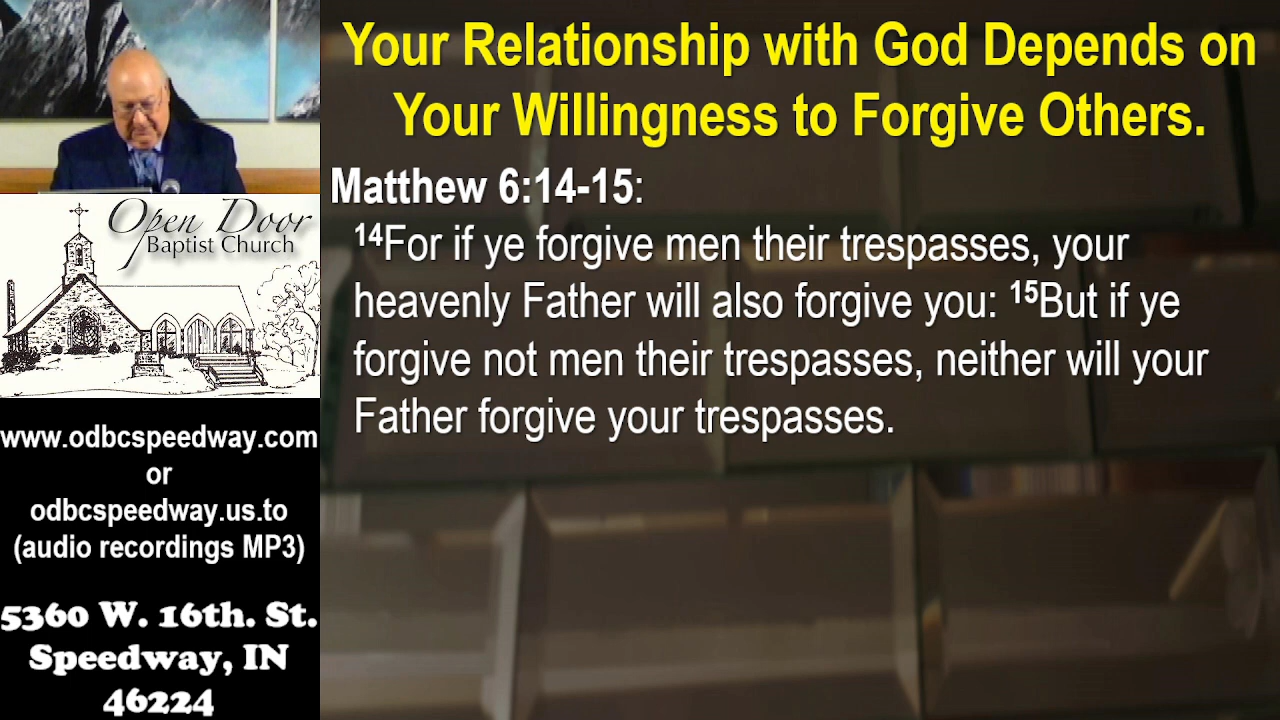 Your Relationship with God Depends on
Your Willingness to Forgive Others.
Matthew 6:14-15:
14For if ye forgive men their trespasses, your
heavenly Father will also forgive you: 15But if ye
forgive not men their trespasses, neither will your
Father forgive your trespasses.
Open Door
Baptist Church
www.odbcspeedway.com
or
odbcspeedway.us.to
(audio recordings MP3)
5360 W. 16th. St.
Speedway, IN
46224